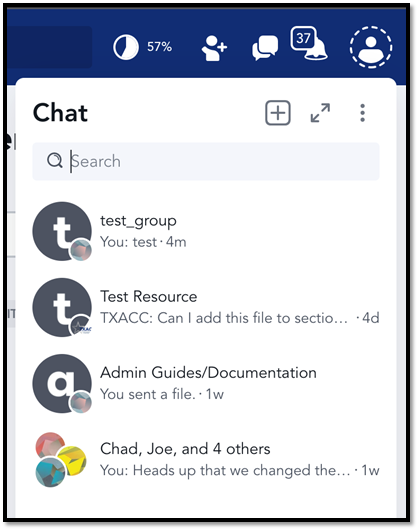 57%
37
Chat
Search
test_group
You: test · 4m
Test Resource
TXACC: Can I add this file to sectio... · 4d
Admin Guides/Documentation
You sent a file. · 1w
Chad, Joe, and 4 others
You: Heads up that we changed the... · 1w
t
t
TXAC
a